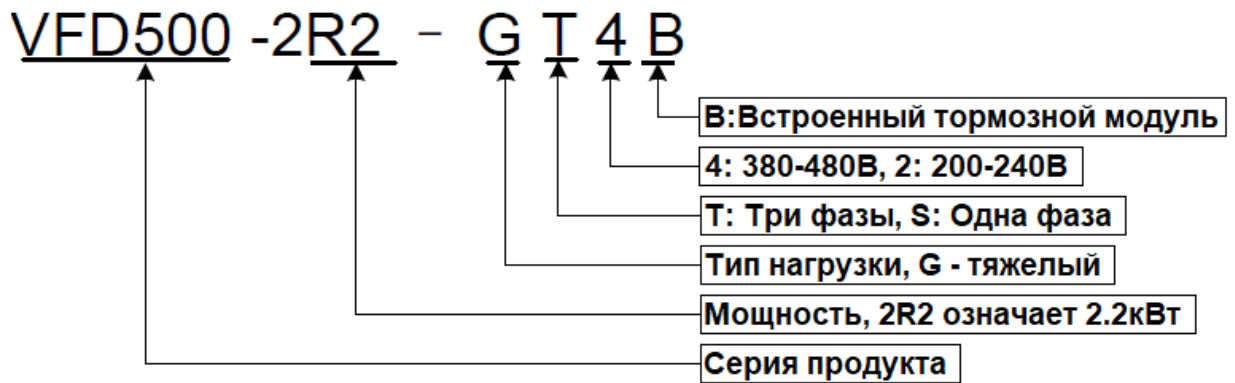 VFD500 -2R2 - G T 4 B
B:Встроенный тормозной модуль
4: 380-480В, 2: 200-240В
T: Три фазы, S: Одна фаза
Тип нагрузки, G - тяжелый
Мощность, 2R2 означает 2.2кВт
Серия продукта